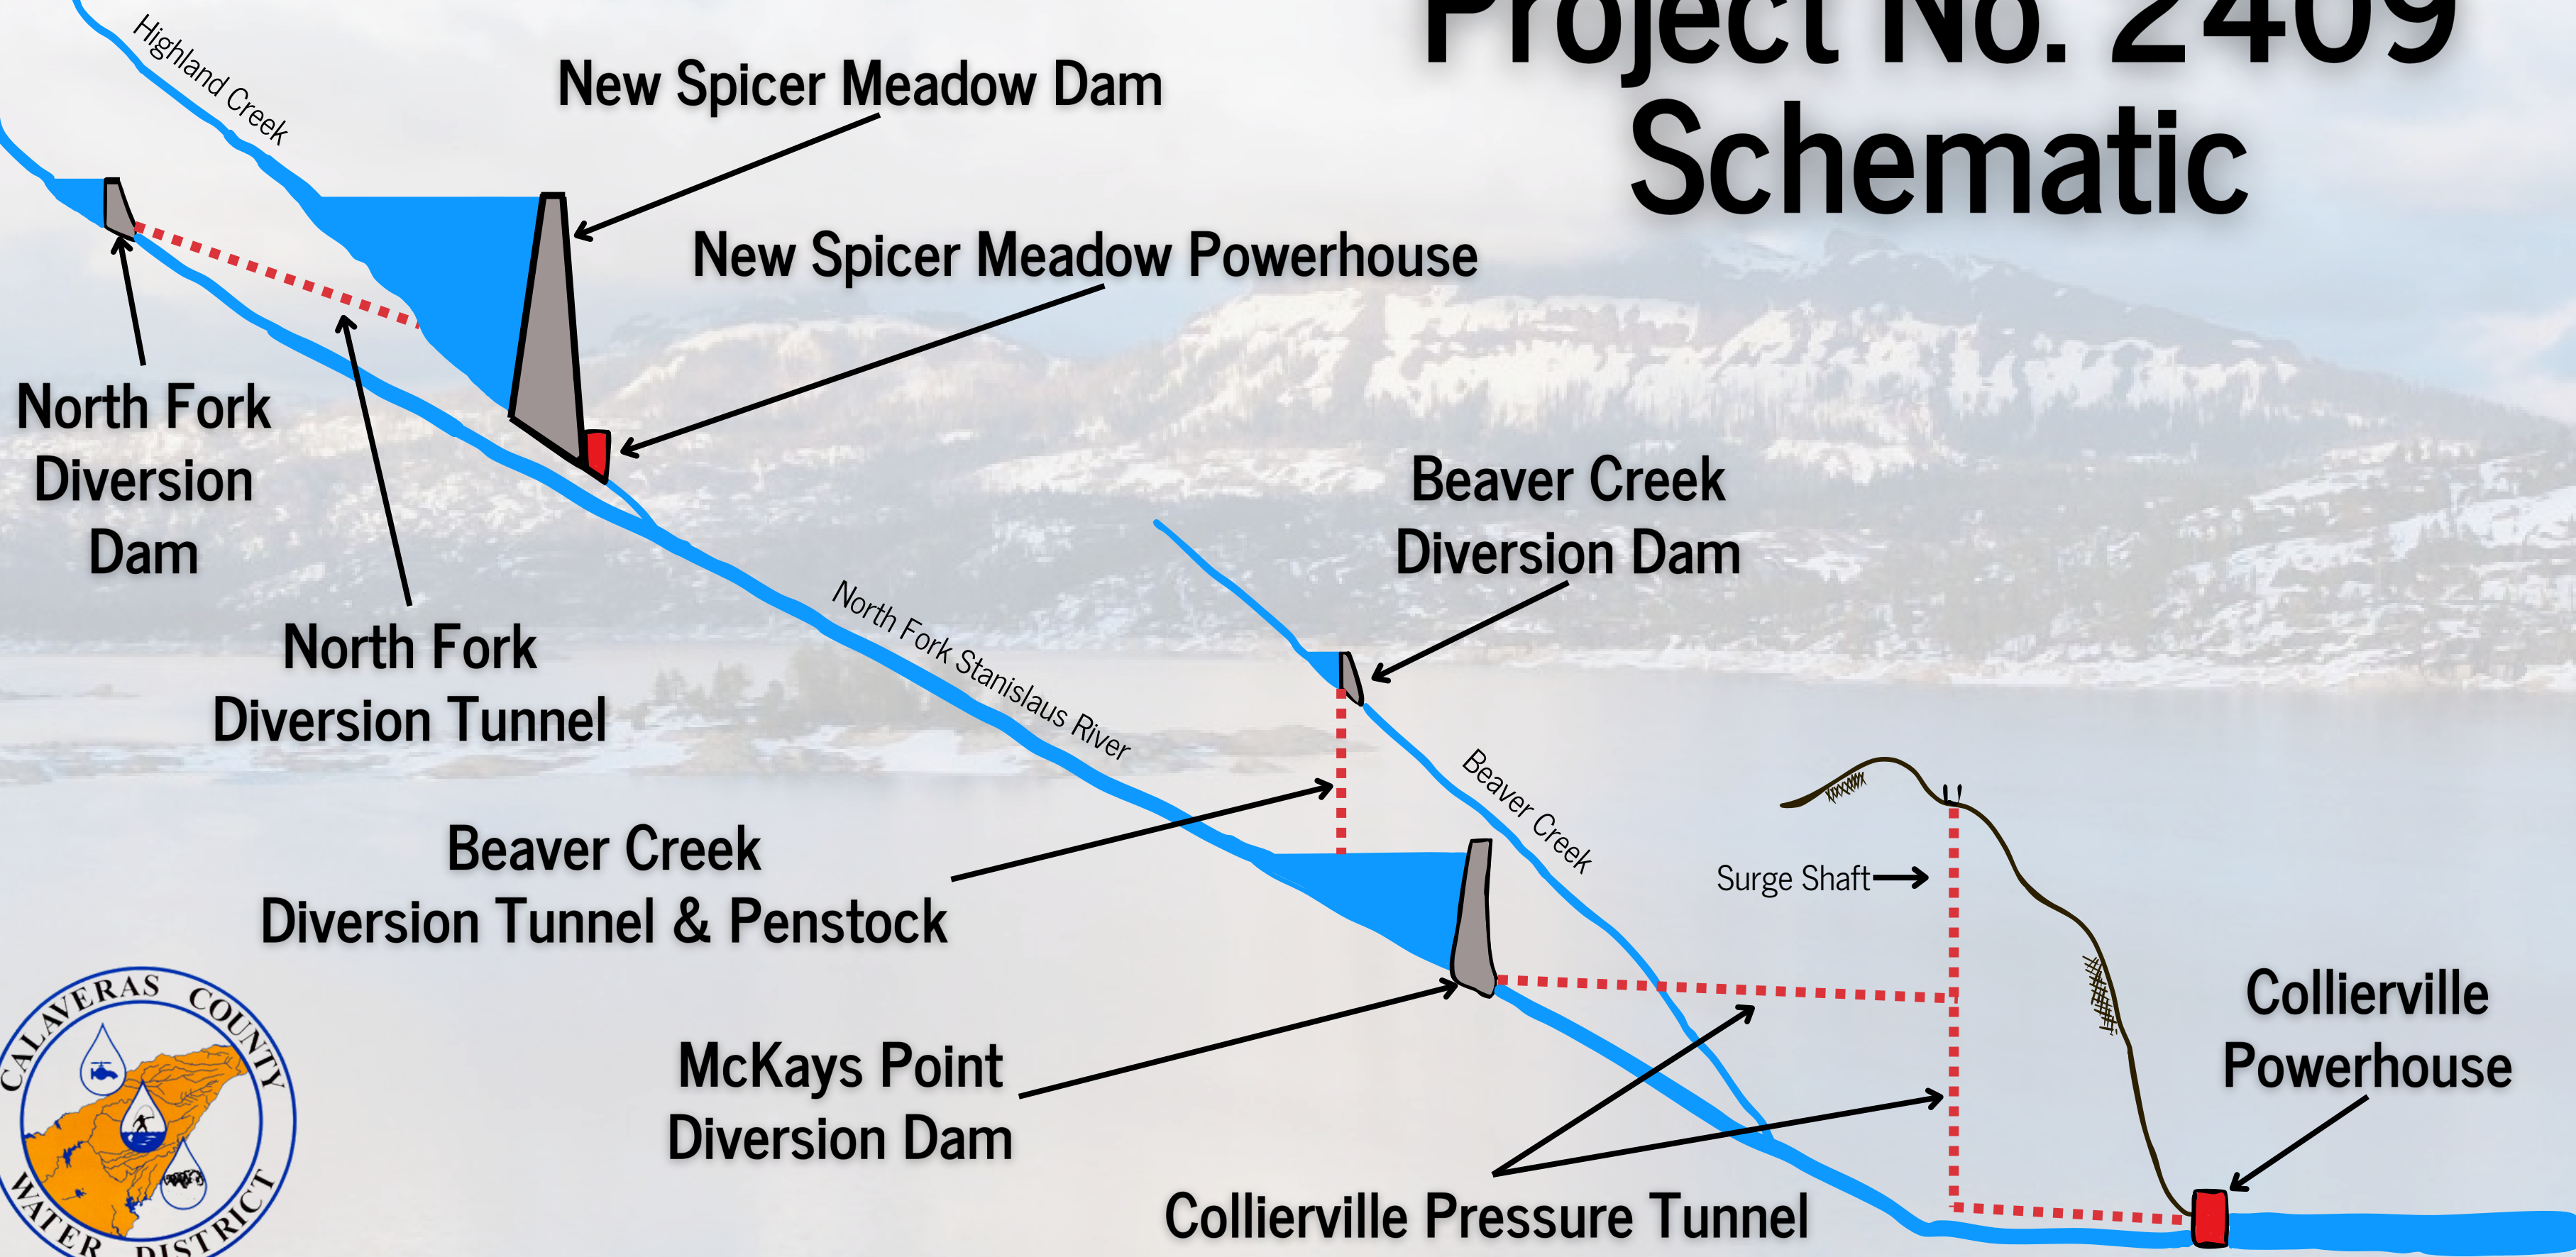 Project No. 2409
Schematic
Highland Creek
New Spicer Meadow Dam
New Spicer Meadow Powerhouse
North Fork
Diversion
Dam
North Fork
Diversion Tunnel
North Fork Stanislaus River
Beaver Creek
Diversion Dam
Beaver Creek
Beaver Creek
Diversion Tunnel & Penstock
Surge Shaft
McKays Point
Diversion Dam
Collierville
Powerhouse
Collierville Pressure Tunnel
CALAVERAS COUNTY
WATER DISTRICT